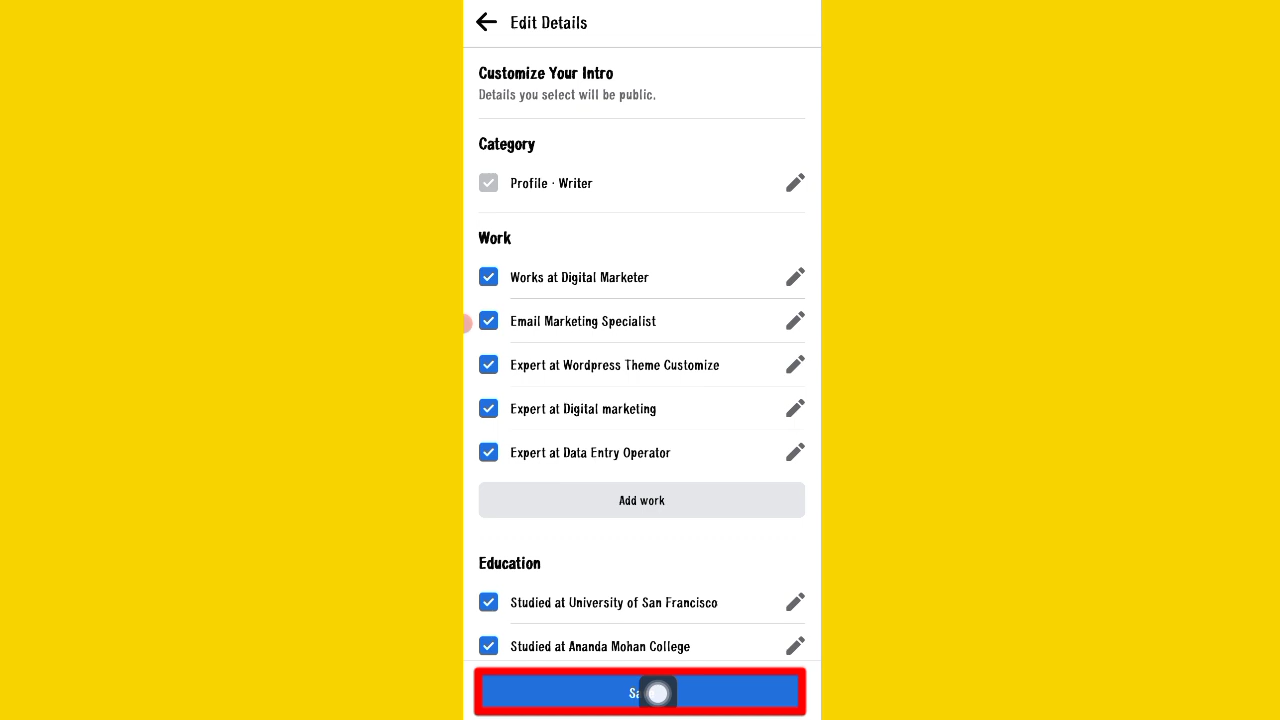 Edit Details
Customize Your Intro
Details you select will be public.
Category
Profile · Writer
Work
Works at Digital Marketer
Email Marketing Specialist
Expert at Wordpress Theme Customize
Expert at Digital marketing
Expert at Data Entry Operator
Add work
Education
Studied at University of San Francisco
Studied at Ananda Mohan College